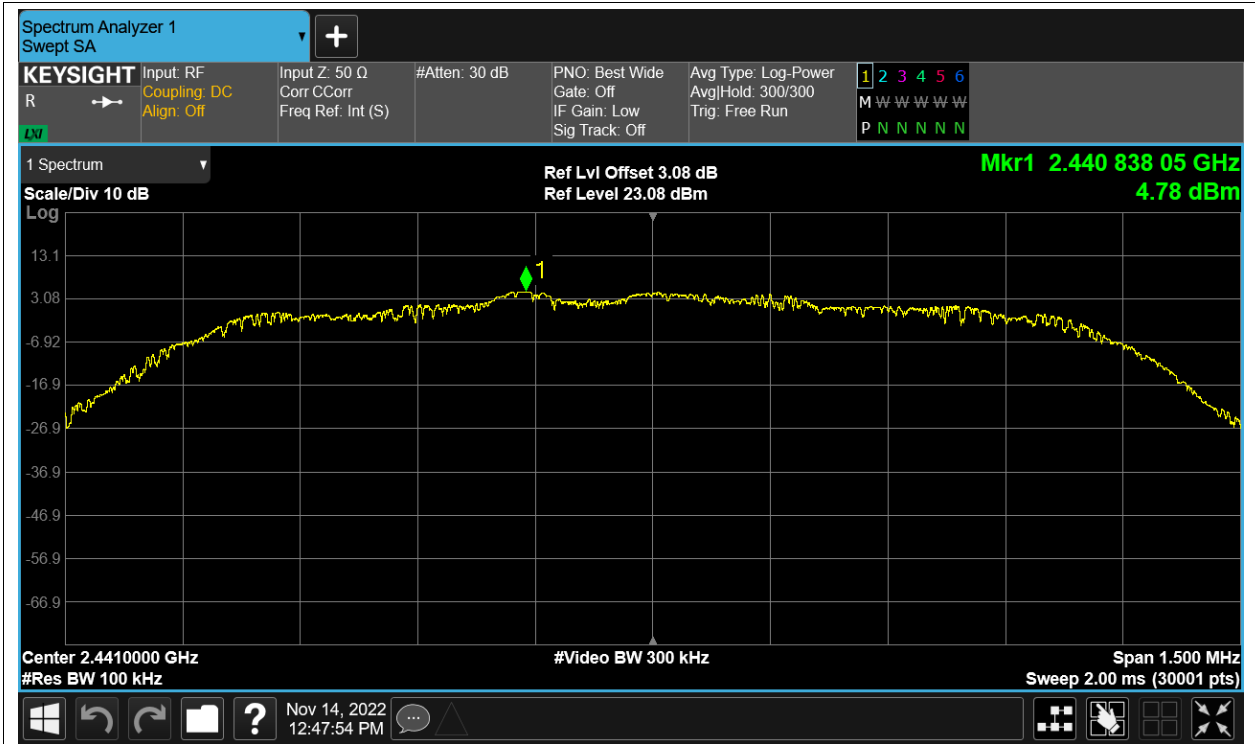 Spectrum Analyzer 1
Swept SA
KEYSIGHT
R
LXI
Input: RF
Coupling: DC
Align: Off
Input Z: 50 Ω
Corr CCorr
Freq Ref: Int (S)
#Atten: 30 dB
PNO: Best Wide
Gate: Off
IF Gain: Low
Sig Track: Off
Avg Type: Log-Power
Avg|Hold: 300/300
Trig: Free Run
1 2 3 4 5 6
M W W W W W
P N N N N N
1 Spectrum
Scale/Div 10 dB
Log
Ref Lvl Offset 3.08 dB
Ref Level 23.08 dBm
Mkr1 2.440 838 05 GHz
4.78 dBm
1
13.1
3.08
-6.92
-16.9
-26.9
-36.9
-46.9
-56.9
-66.9
Center 2.4410000 GHz
#Res BW 100 kHz
#Video BW 300 kHz
Span 1.500 MHz
Sweep 2.00 ms (30001 pts)
?
Nov 14, 2022
12:47:54 PM